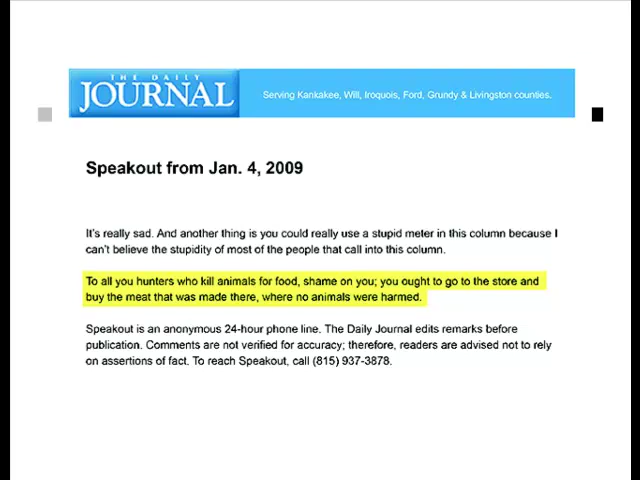 THE DAILY
JOURNAL
Serving Kankakee, Will, Iroquois, Ford, Grundy & Livingston counties.
Speakout from Jan. 4, 2009
It's really sad. And another thing is you could really use a stupid meter in this column because I
can't believe the stupidity of most of the people that call into this column.
To all you hunters who kill animals for food, shame on you; you ought to go to the store and
buy the meat that was made there, where no animals were harmed.
Speakout is an anonymous 24-hour phone line. The Daily Journal edits remarks before
publication. Comments are not verified for accuracy; therefore, readers are advised not to rely
on assertions of fact. To reach Speakout, call (815) 937-3878.